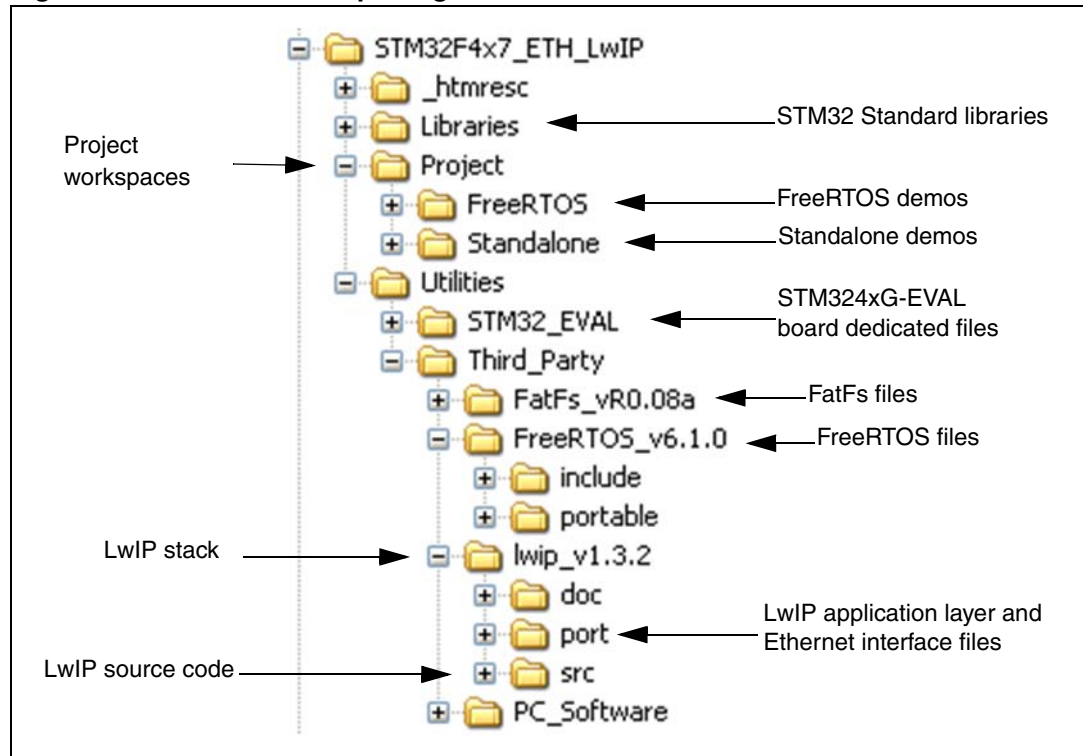 STM32F4x7_ETH_LwIP
_htmresc
Libraries
STM32 Standard libraries
Project
workspaces
Project
FreeRTOS
FreeRTOS demos
Standalone
Standalone demos
Utilities
STM32_EVAL
STM324xG-EVAL
board dedicated files
Third_Party
FatFs_vR0.08a
FatFs files
FreeRTOS_v6.1.0
FreeRTOS files
include
portable
LwIP stack
lwip_v1.3.2
doc
port
LwIP application layer and
Ethernet interface files
LwIP source code
src
PC_Software